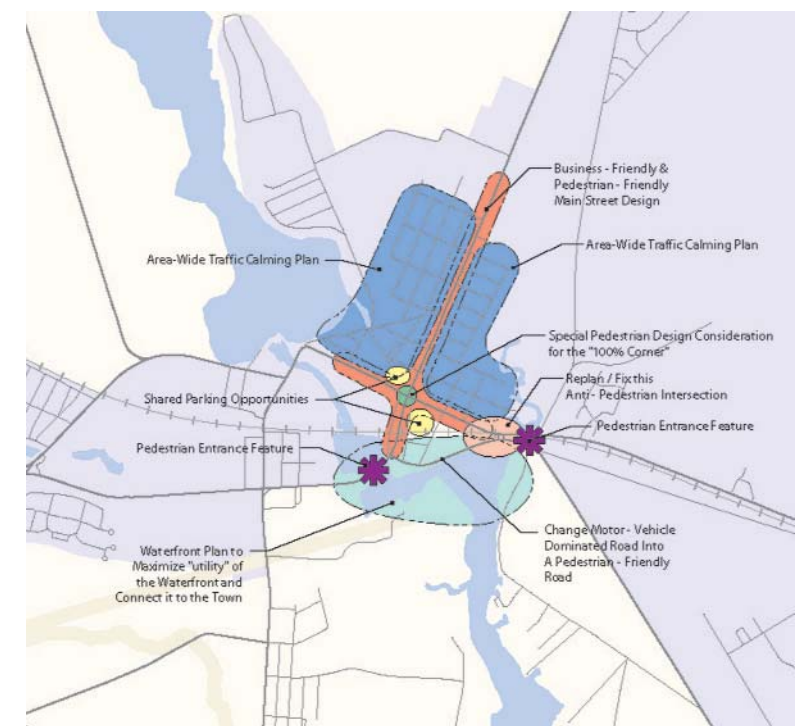 Business - Friendly &
Pedestrian - Friendly
Main Street Design
Area-Wide Traffic Calming Plan
Area-Wide Traffic Calming Plan
Special Pedestrian Design Consideration
for the "100% Corner"
Replan / Fix this
Anti - Pedestrian Intersection
Shared Parking Opportunities
Pedestrian Entrance Feature
Pedestrian Entrance Feature
Waterfront Plan to
Maximize "utility" of
the Waterfront and
Connect it to the Town
Change Motor - Vehicle
Dominated Road Into
A Pedestrian - Friendly
Road